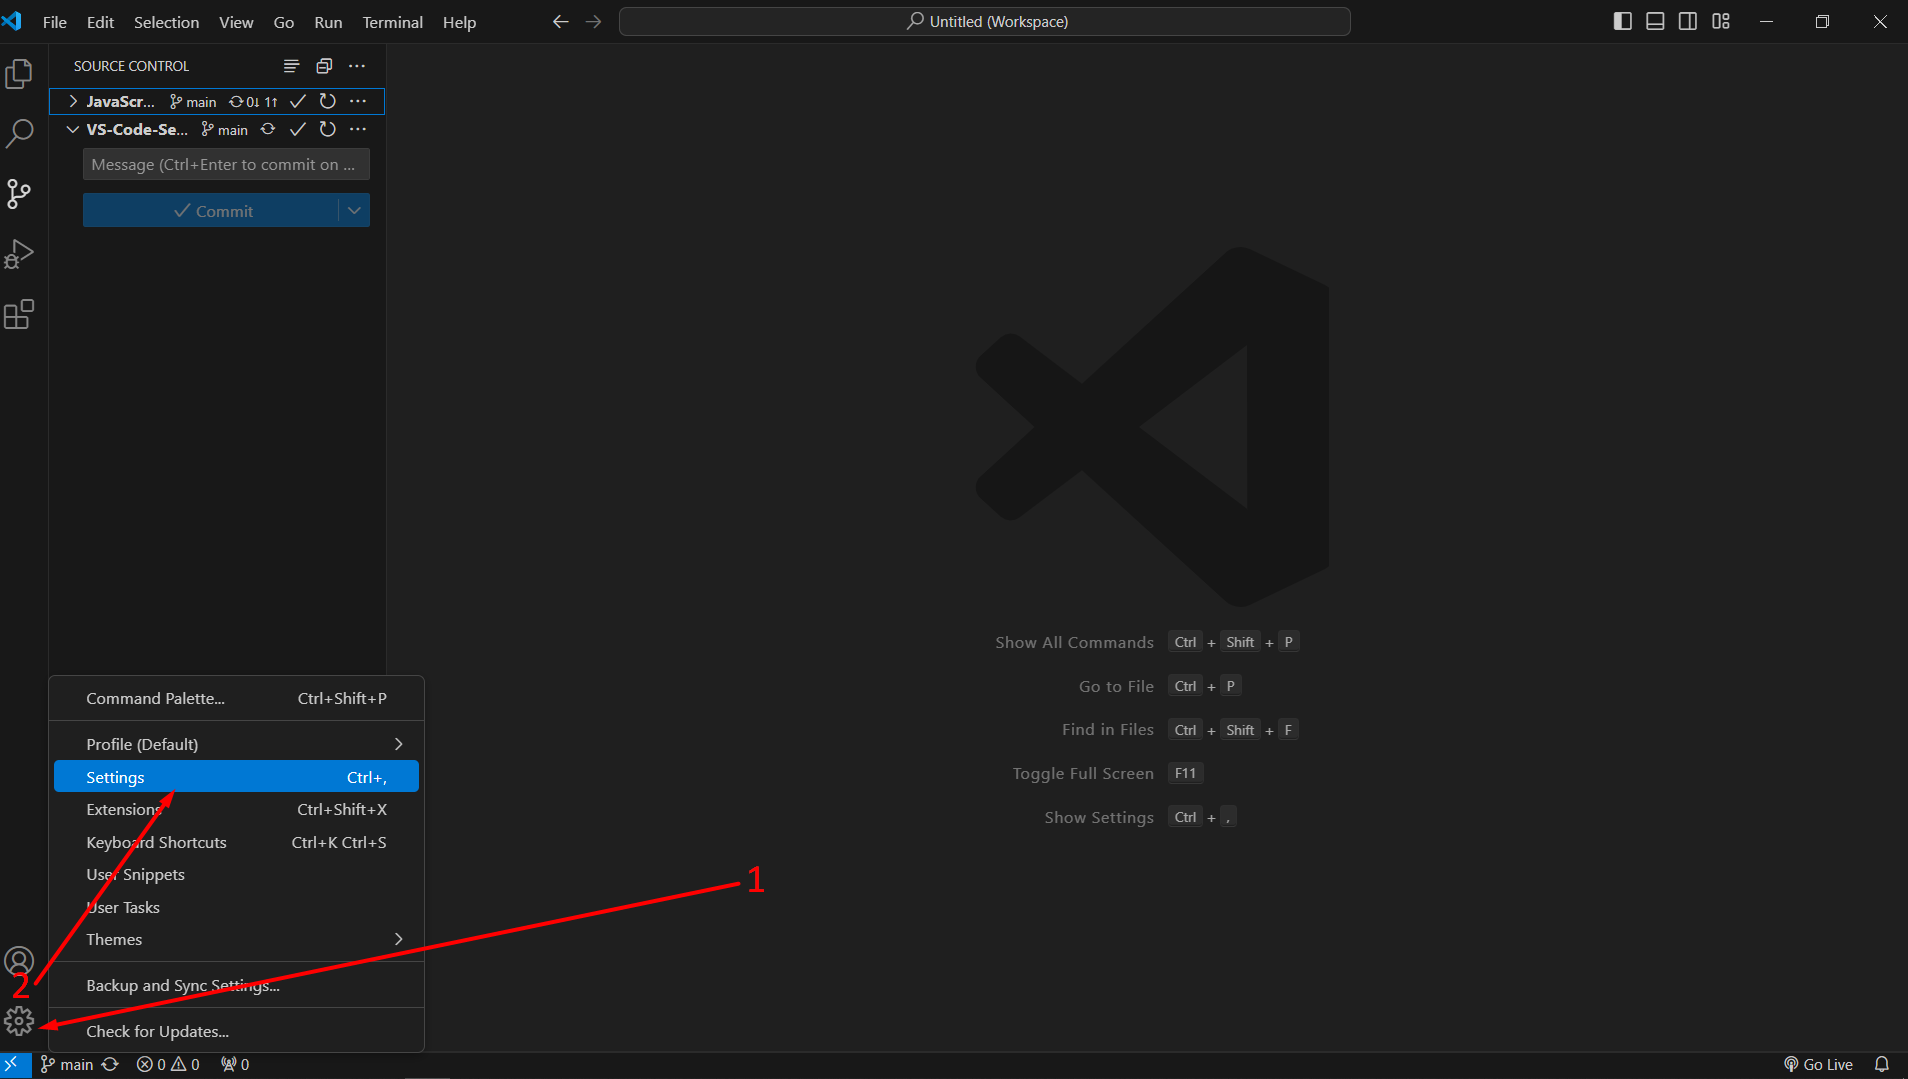 File Edit Selection View Go Run Terminal Help
Untitled (Workspace)
SOURCE CONTROL
JavaScr... main 0↓ 1↑
VS-Code-Se... main
Message (Ctrl+Enter to commit on ...
Commit
Show All Commands Ctrl + Shift + P
Go to File Ctrl + P
Find in Files Ctrl + Shift + F
Toggle Full Screen F11
Show Settings Ctrl + ,
Command Palette... Ctrl+Shift+P
Profile (Default)
Settings Ctrl+,
Extensions Ctrl+Shift+X
Keyboard Shortcuts Ctrl+K Ctrl+S
User Snippets
User Tasks
Themes
Backup and Sync Settings...
Check for Updates...
1
2
main 0 0 0
Go Live